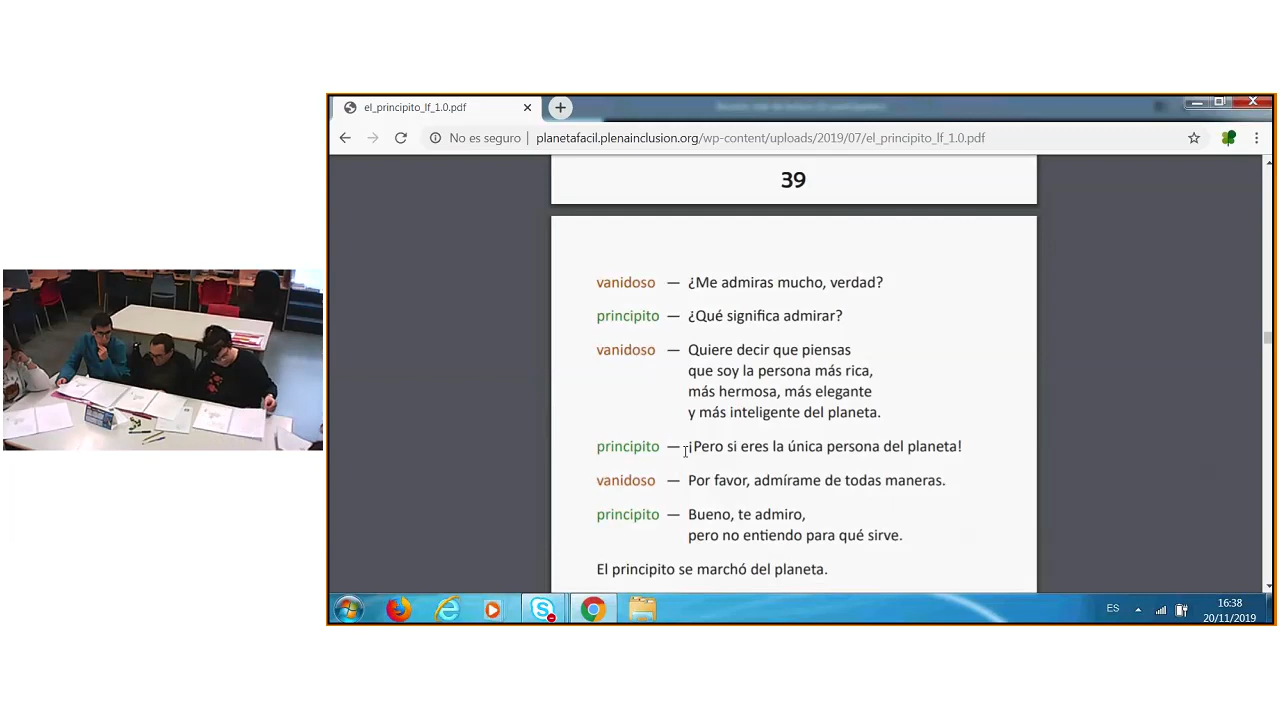 el_principito_lf_1.0.pdf
No es seguro
planetafacil.plenainclusion.org/wp-content/uploads/2019/07/el_principito_lf_1.0.pdf
39
vanidoso — ¿Me admiras mucho, verdad?
principito — ¿Qué significa admirar?
vanidoso — Quiere decir que piensas
que soy la persona más rica,
más hermosa, más elegante
y más inteligente del planeta.
principito — ¡Pero si eres la única persona del planeta!
vanidoso — Por favor, admírame de todas maneras.
principito — Bueno, te admiro,
pero no entiendo para qué sirve.
El principito se marchó del planeta.
ES
16:38
20/11/2019